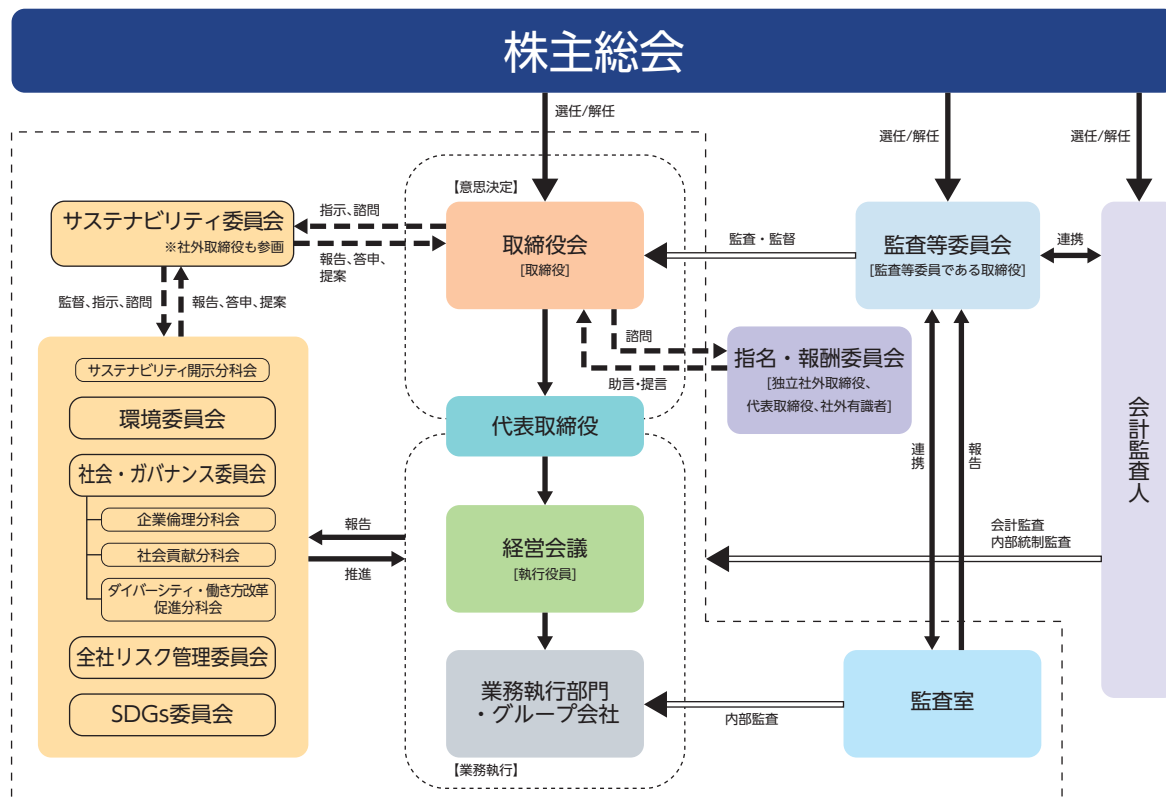 株主総会
選任/解任
選任/解任
選任/解任
【意思決定】
サステナビリティ委員会
※社外取締役も参画
指示、諮問
報告、答申、
提案
取締役会
[取締役]
監査・監督
監査等委員会
[監査等委員である取締役]
連携
監督、指示、諮問
報告、答申、提案
諮問
助言・提言
指名・報酬委員会
[独立社外取締役、
代表取締役、社外有識者]
サステナビリティ開示分科会
環境委員会
社会・ガバナンス委員会
企業倫理分科会
社会貢献分科会
ダイバーシティ・働き方改革
促進分科会
全社リスク管理委員会
SDGs委員会
代表取締役
報告
推進
経営会議
[執行役員]
連携
報告
会計監査
内部統制監査
会計監査人
業務執行部門
・グループ会社
内部監査
監査室
【業務執行】